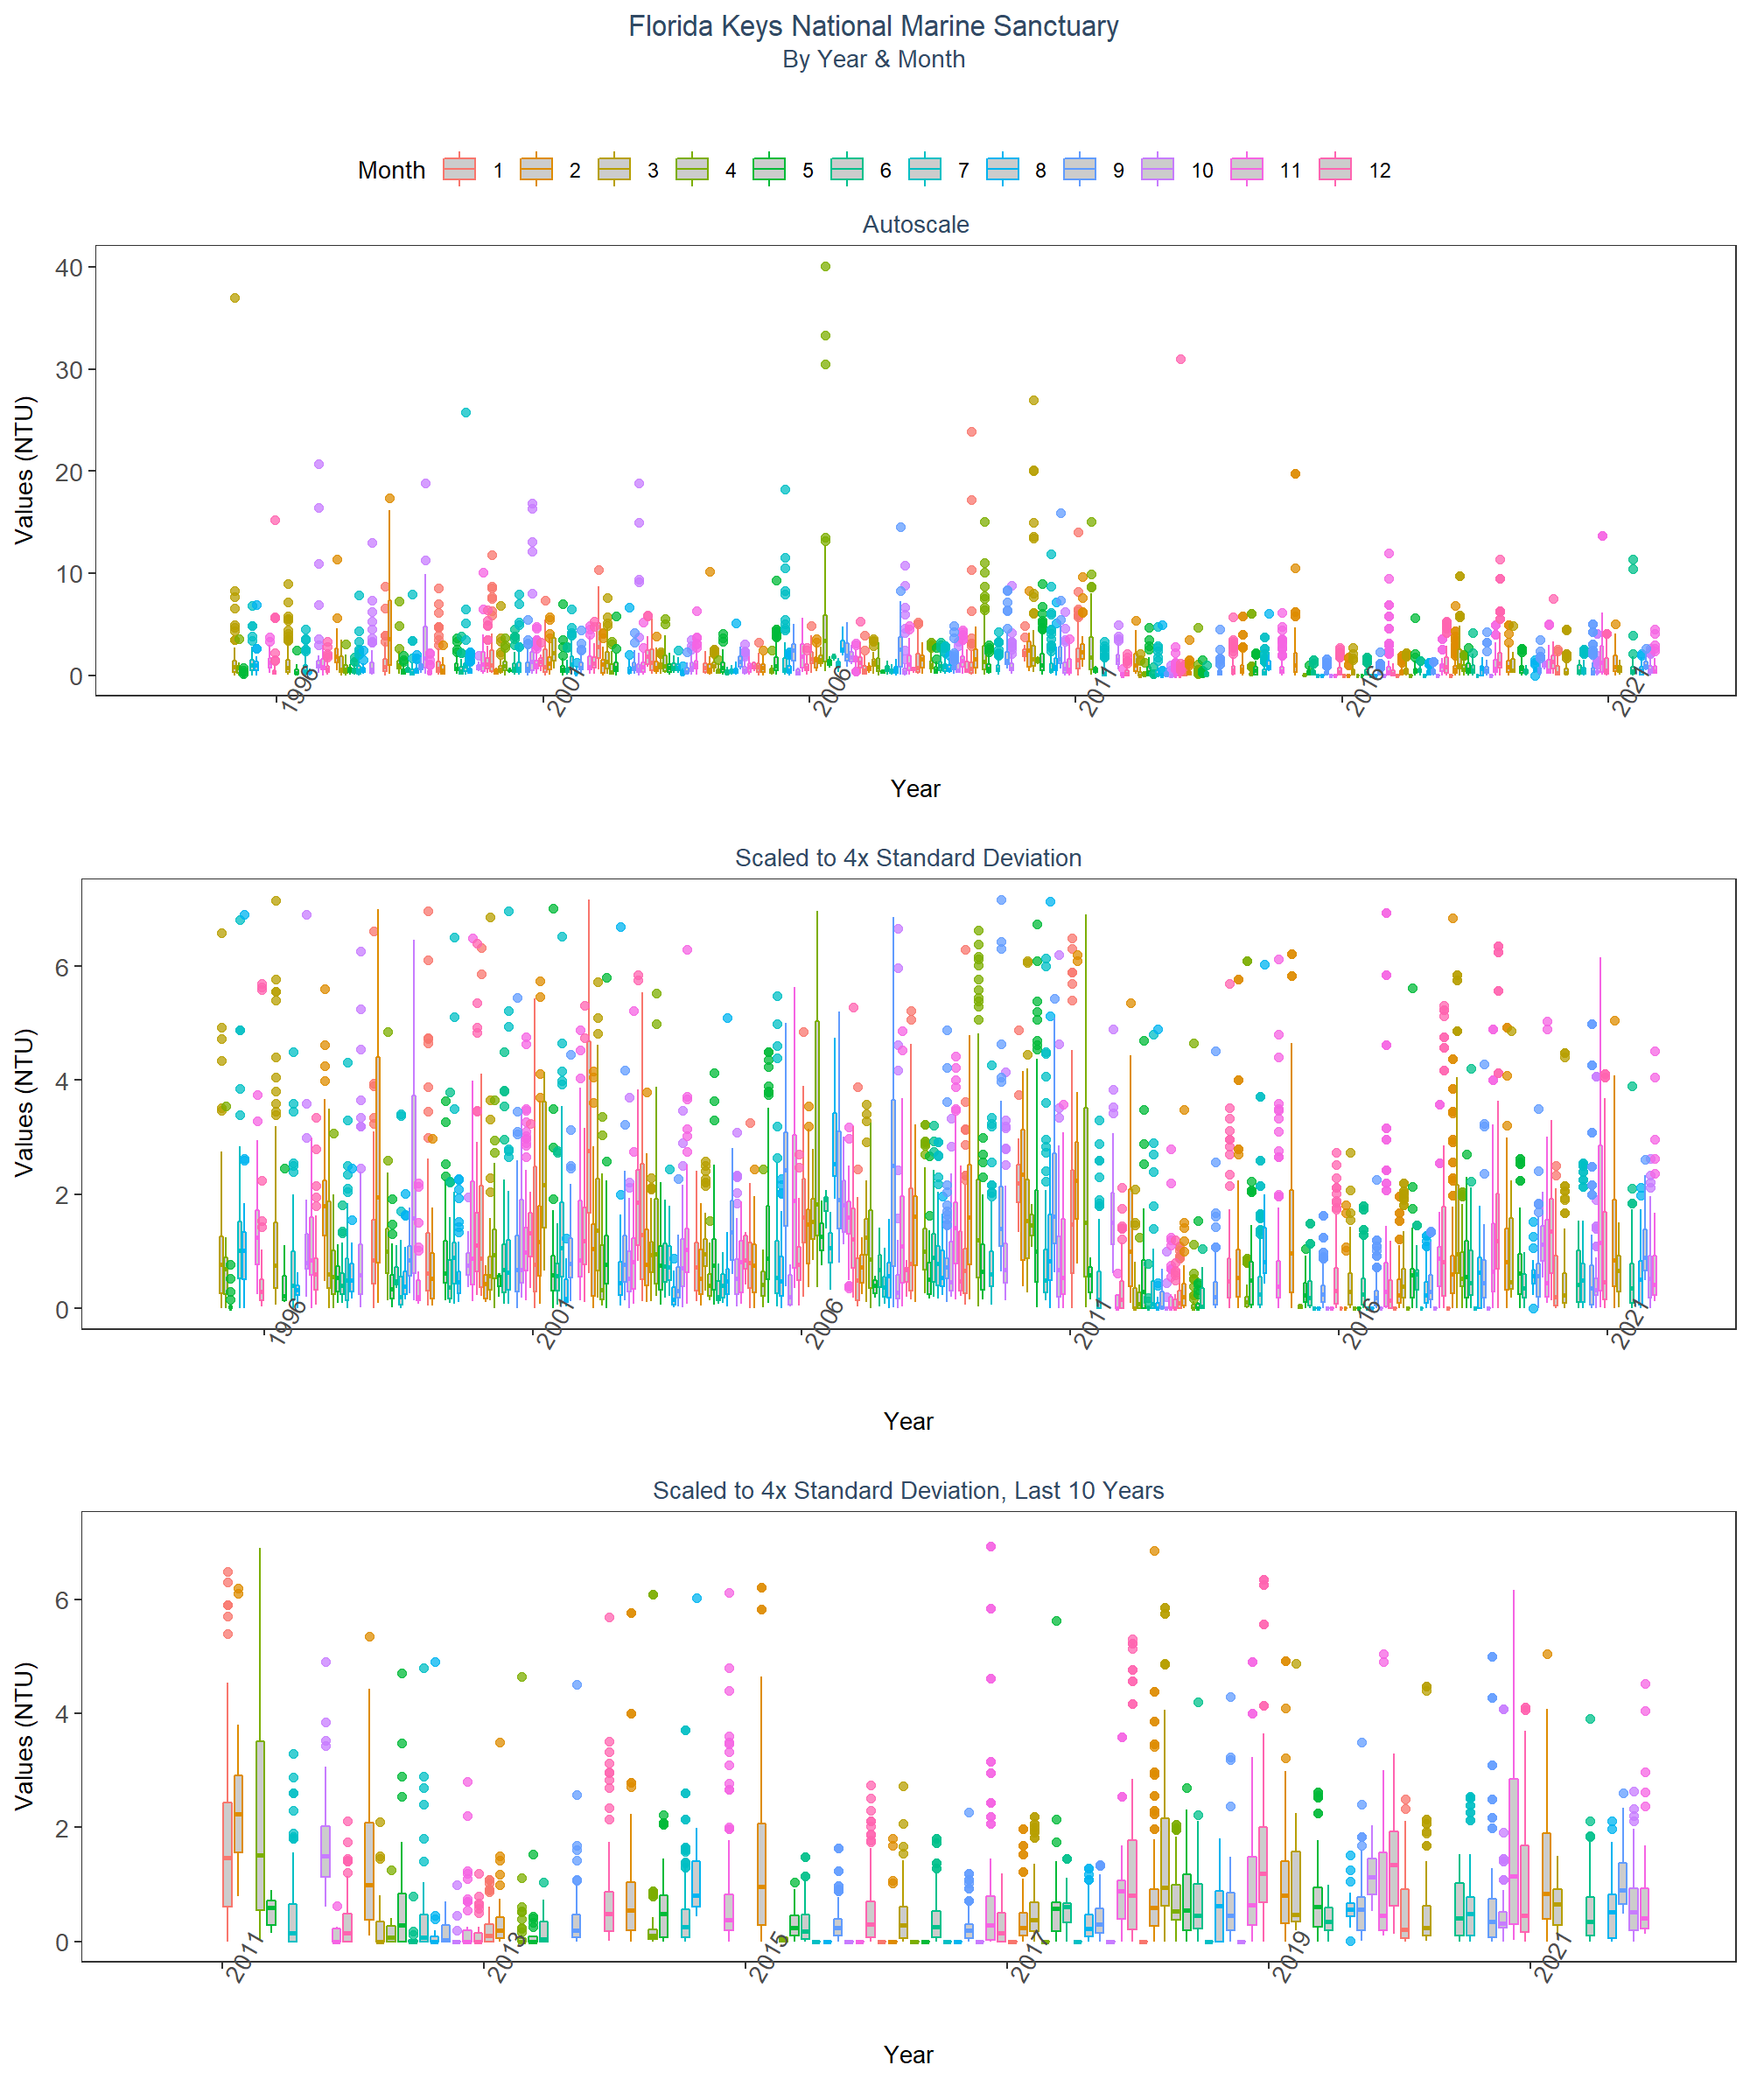 Florida Keys National Marine Sanctuary
By Year & Month
Month 1 2 3 4 5 6 7 8 9 10 11 12
Autoscale
Values (NTU)
40
30
20
10
0
1996 2001 2006 2011 2016 2021
Year
Scaled to 4x Standard Deviation
Values (NTU)
6
4
2
0
1996 2001 2006 2011 2016 2021
Year
Scaled to 4x Standard Deviation, Last 10 Years
Values (NTU)
6
4
2
0
2011 2013 2015 2017 2019 2021
Year